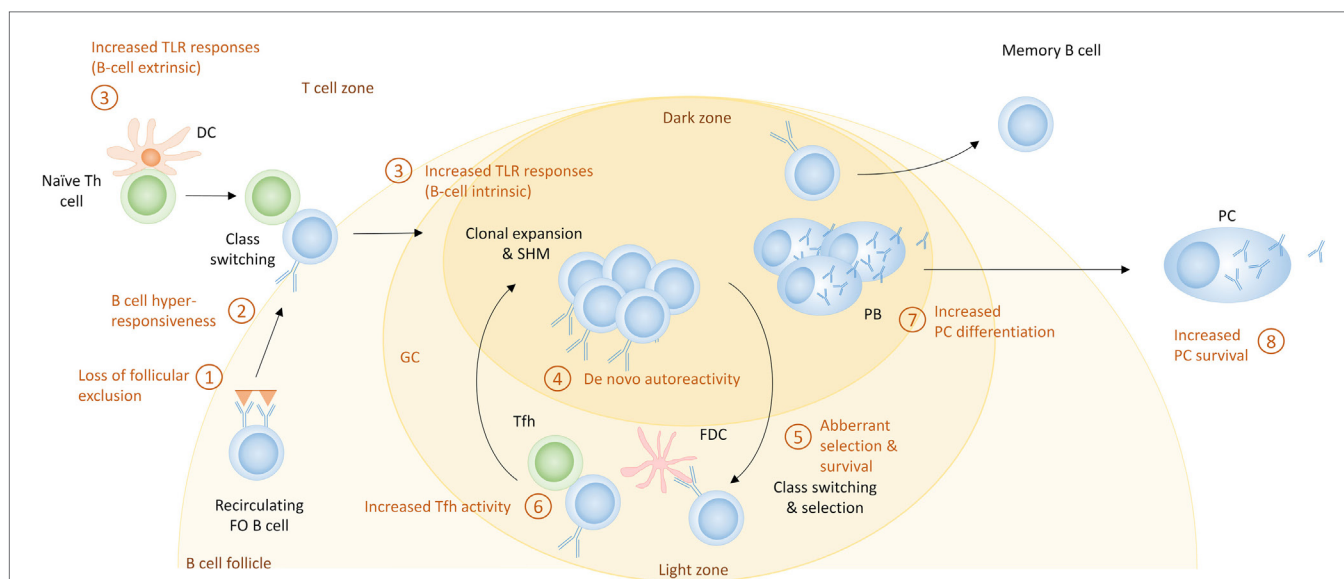 Increased TLR responses
(B-cell extrinsic)
3
DC
T cell zone
Naïve Th
cell
Class
switching
B cell hyper-
responsiveness
2
Loss of follicular
exclusion
1
Recirculating
FO B cell
B cell follicle
Dark zone
3
Increased TLR responses
(B-cell intrinsic)
Clonal expansion
& SHM
GC
4
De novo autoreactivity
Tfh
FDC
Increased Tfh activity
6
5
Abberrant
selection &
survival
Class switching
& selection
Light zone
PB
7
Increased
PC differentiation
Memory B cell
PC
Increased
PC survival
8